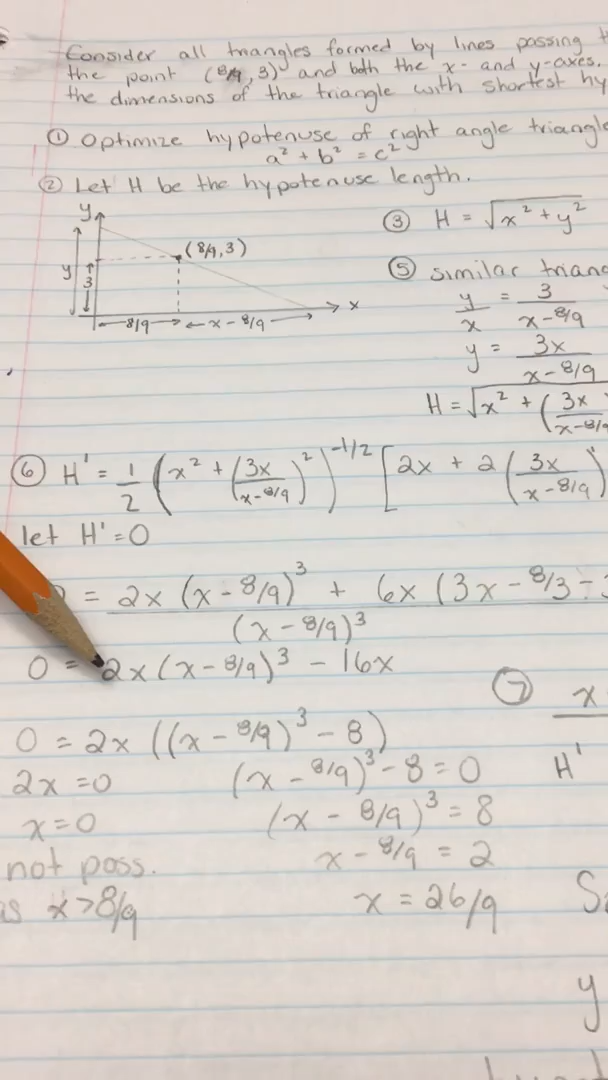 Consider all triangles formed by lines passing
the point (8/9, 3) and both the x- and y-axes.
the dimensions of the triangle with shortest hy
① Optimize hypotenuse of right angle triangle
a² + b² = c²
② Let H be the hypotenuse length.
y
(8/9, 3)
y
3
x
8/9
x - 8/9
③ H = √x² + y²
⑤ similar triang
y/x = 3/(x-8/9)
y = 3x/(x-8/9)
H = √x² + (3x/(x-8/9
⑥ H' = 1/2 (x² + (3x/(x-8/9))²)^-1/2 [2x + 2(3x/(x-8/9))
let H' = 0
= 2x (x - 8/9)³ + 6x (3x - 8/3 -
(x - 8/9)³
0 = 2x (x - 8/9)³ - 16x
0 = 2x ((x - 8/9)³ - 8)
2x = 0 (x - 8/9)³ - 8 = 0
x = 0 (x - 8/9)³ = 8
not poss. x - 8/9 = 2
as x > 8/9 x = 26/9
⑦ x
H'
y